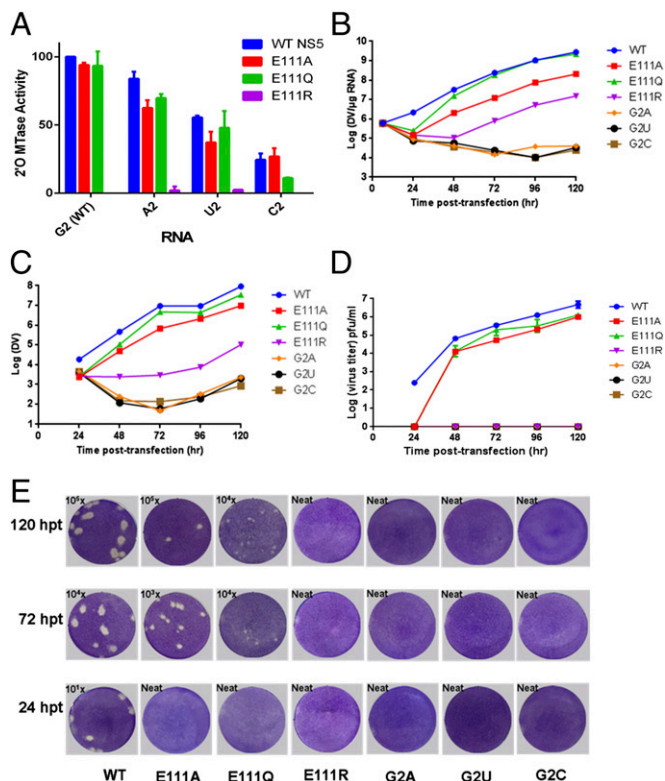 A
100
50
0
2'O MTase Activity
G2 (WT)
A2
U2
C2
RNA
WT NS5
E111A
E111Q
E111R
B
10
9
8
7
6
5
4
Log (DV/µg RNA)
0 24 48 72 96 120
Time post-transfection (hr)
WT
E111A
E111Q
E111R
G2A
G2U
G2C
C
8
7
6
5
4
3
2
1
Log (DV)
0 24 48 72 96 120
Time post-transfection (hr)
WT
E111A
E111Q
E111R
G2A
G2U
G2C
D
7
6
5
4
3
2
1
0
Log (virus titer) pfu/ml
0 24 48 72 96 120
Time post-transfection (hr)
WT
E111A
E111Q
E111R
G2A
G2U
G2C
E
120 hpt
10⁵x 10⁵x 10⁴x Neat Neat Neat Neat
72 hpt
10⁴x 10³x 10⁴x Neat Neat Neat Neat
24 hpt
10¹x Neat Neat Neat Neat Neat Neat
WT E111A E111Q E111R G2A G2U G2C